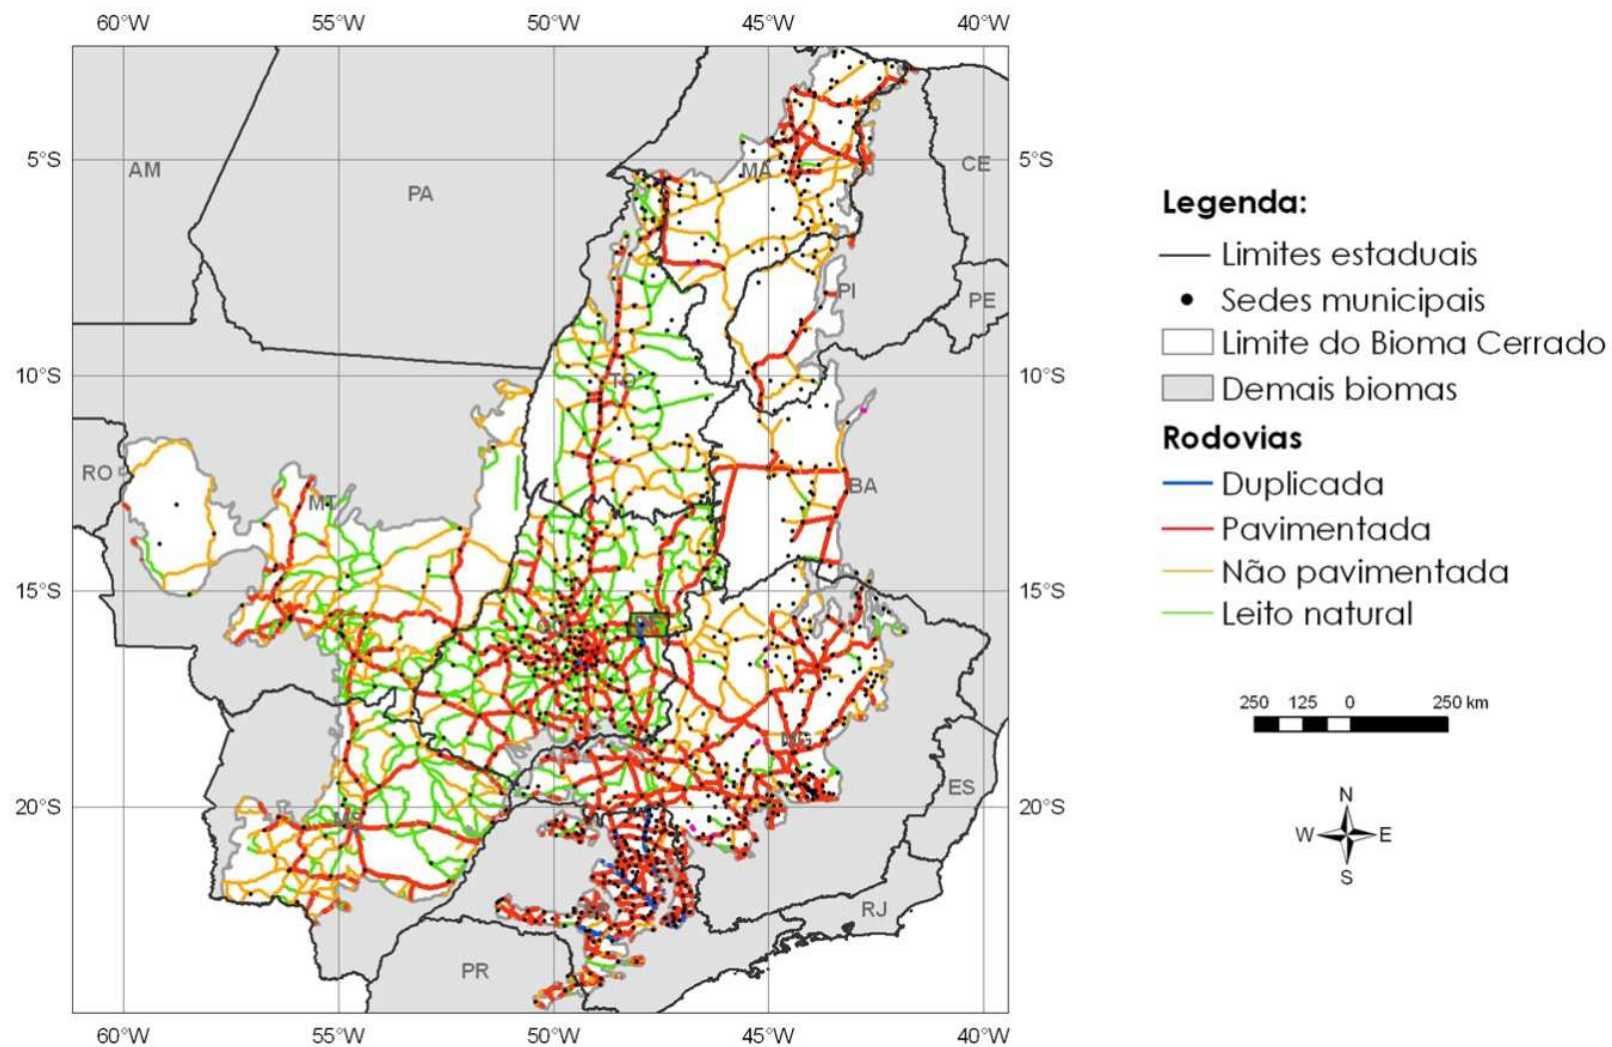 60°W 55°W 50°W 45°W 40°W
5°S 5°S
AM PA MA CE
PI PE
10°S 10°S
TO
RO MT BA
15°S 15°S
MG
ES
20°S 20°S
MS
RJ
PR
60°W 55°W 50°W 45°W 40°W
Legenda:
Limites estaduais
Sedes municipais
Limite do Bioma Cerrado
Demais biomas
Rodovias
Duplicada
Pavimentada
Não pavimentada
Leito natural
250 125 0 250 km
N
W E
S